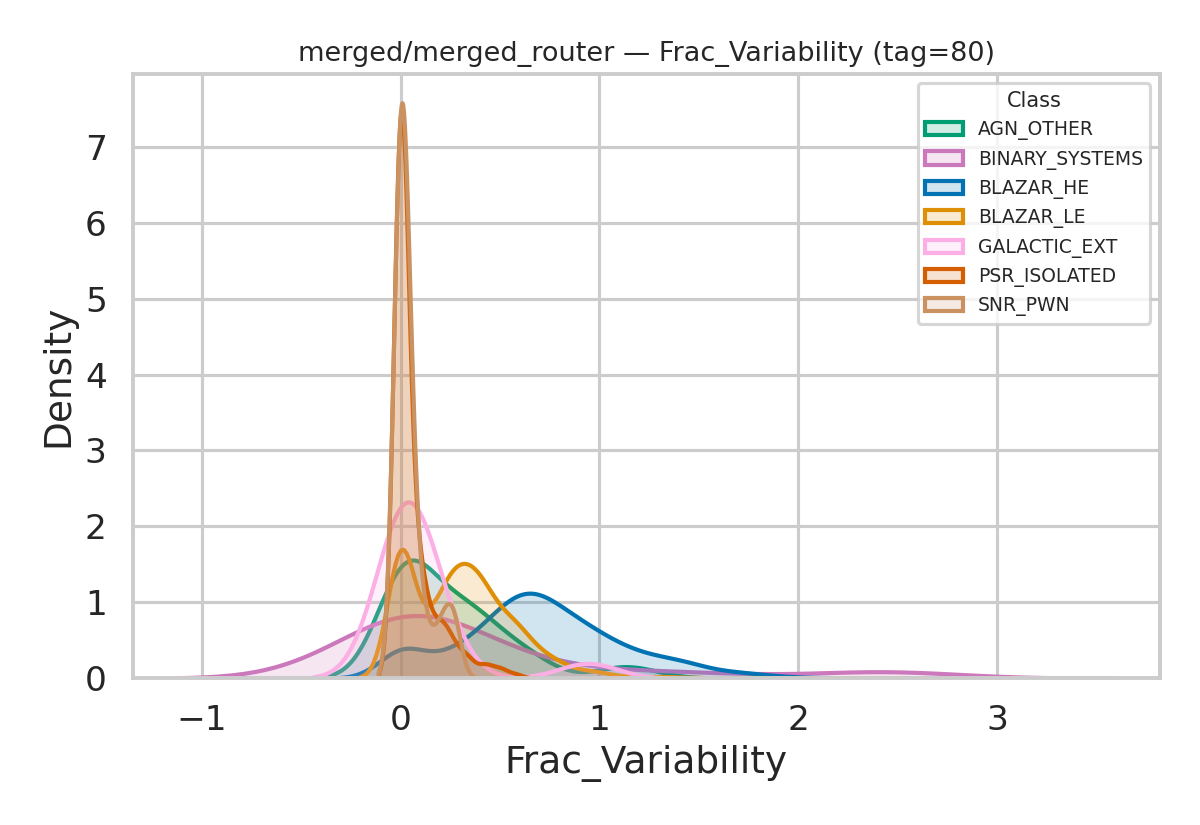 merged/merged_router — Frac_Variability (tag=80)
Class
AGN_OTHER
BINARY_SYSTEMS
BLAZAR_HE
BLAZAR_LE
GALACTIC_EXT
PSR_ISOLATED
SNR_PWN
Density
7
6
5
4
3
2
1
0
−1 0 1 2 3
Frac_Variability